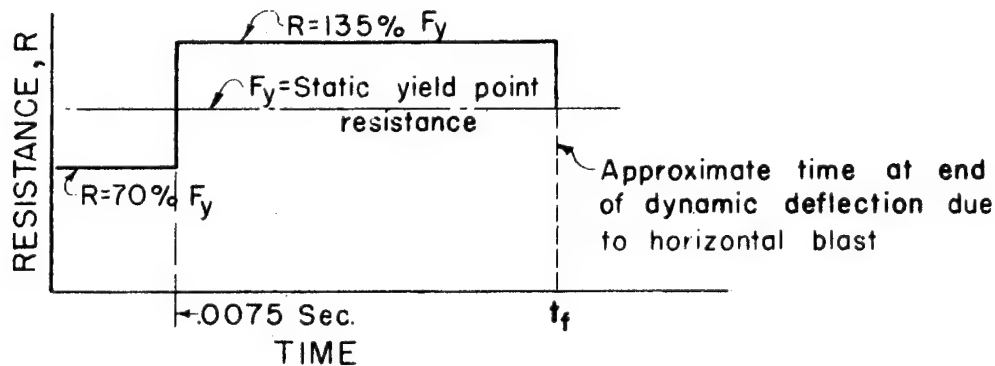 R=135% Fy
Fy=Static yield point
resistance
R=70% Fy
RESISTANCE, R
Approximate time at end
of dynamic deflection due
to horizontal blast
.0075 Sec.
tf
TIME